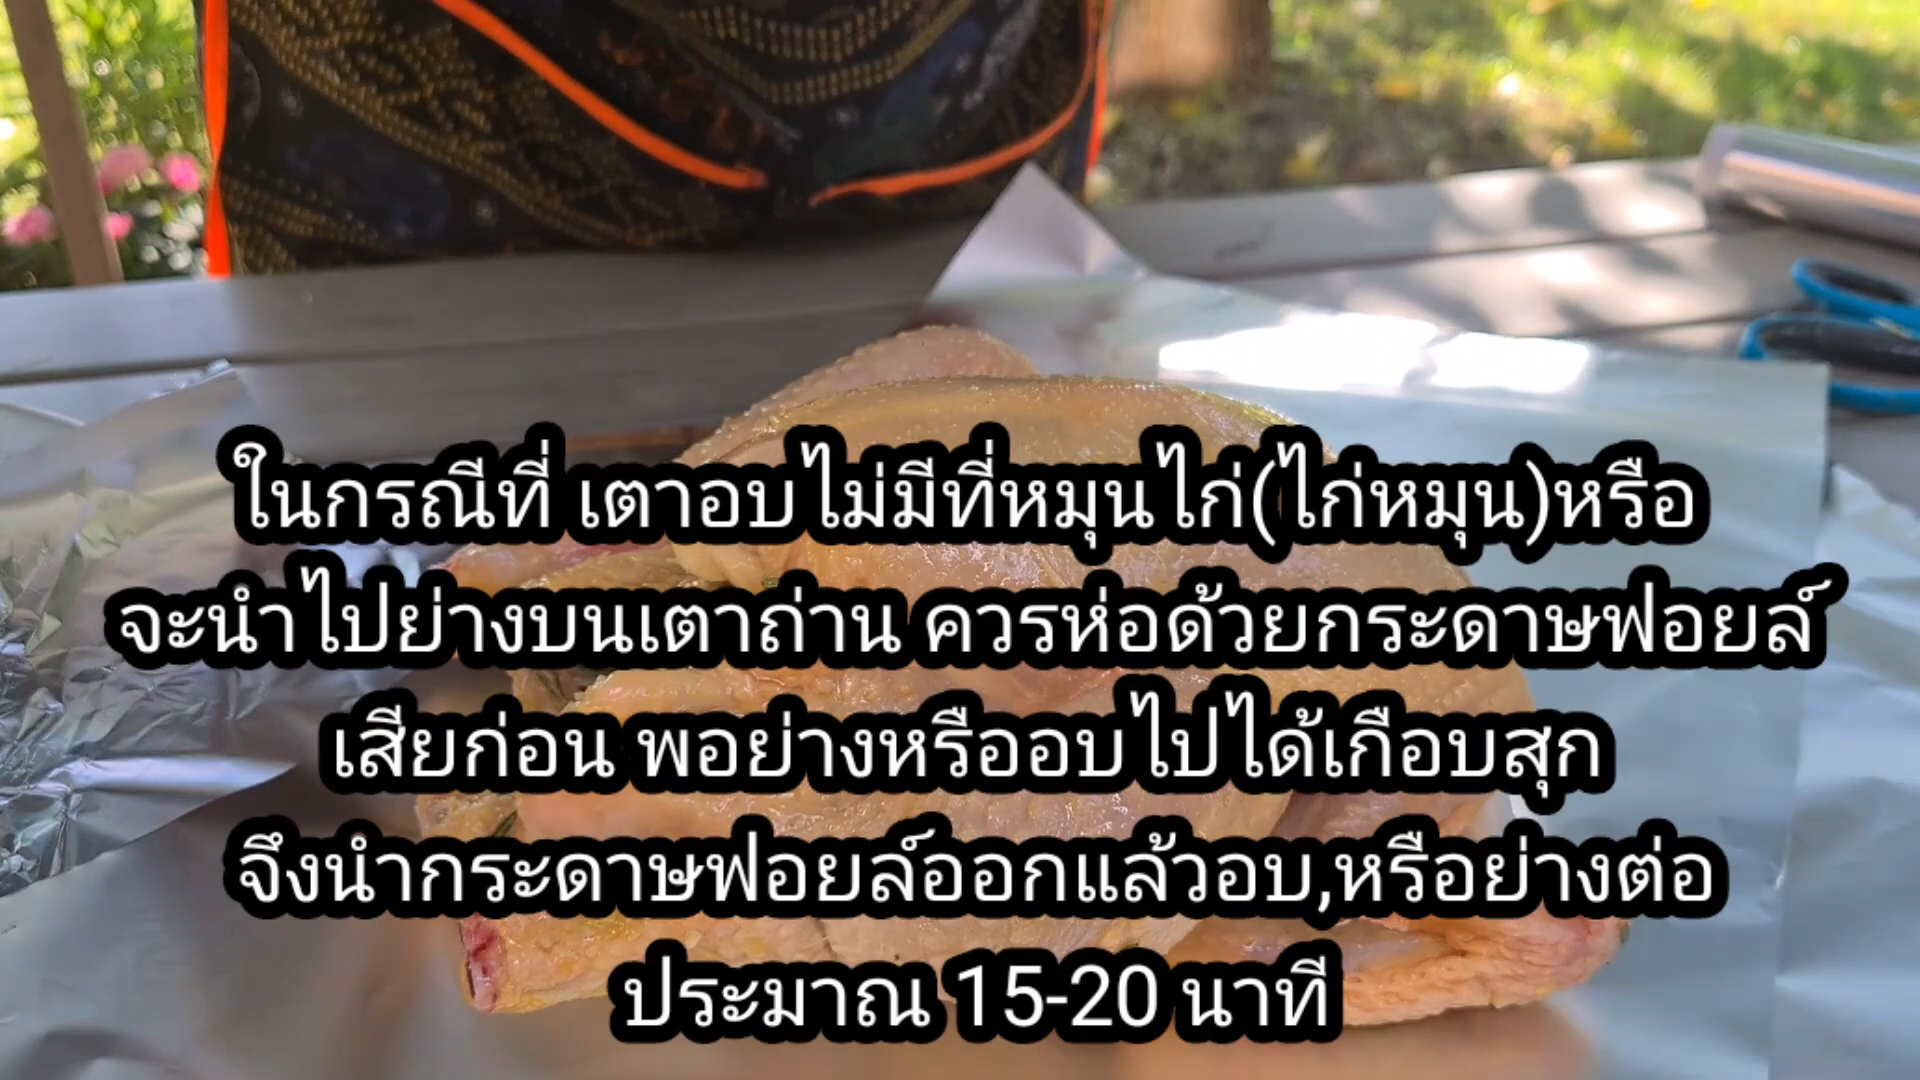 ในกรณีที่ เตาอบไม่มีที่หมุนไก่(ไก่หมุน)หรือ
จะนำไปย่างบนเตาถ่าน ควรห่อด้วยกระดาษฟอยล์
เสียก่อน พอย่างหรืออบไปได้เกือบสุก
จึงนำกระดาษฟอยล์ออกแล้วอบ,หรือย่างต่อ
ประมาณ 15-20 นาที